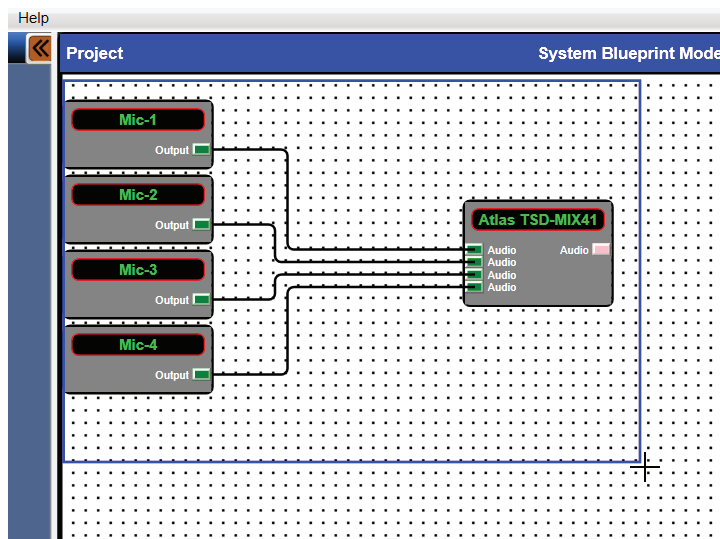 Help
Project
System Blueprint Mode
Mic-1
Output
Mic-2
Output
Mic-3
Output
Mic-4
Output
Atlas TSD-MIX41
Audio Audio
Audio
Audio
Audio